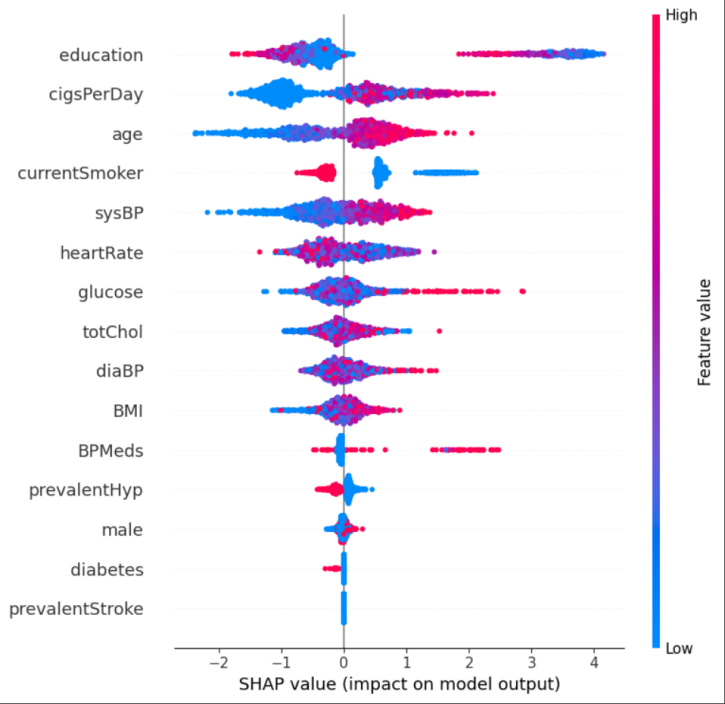 High
education
cigsPerDay
age
currentSmoker
sysBP
heartRate
glucose
totChol
diaBP
BMI
BPMeds
prevalentHyp
male
diabetes
prevalentStroke
Low
Feature value
−2 −1 0 1 2 3 4
SHAP value (impact on model output)